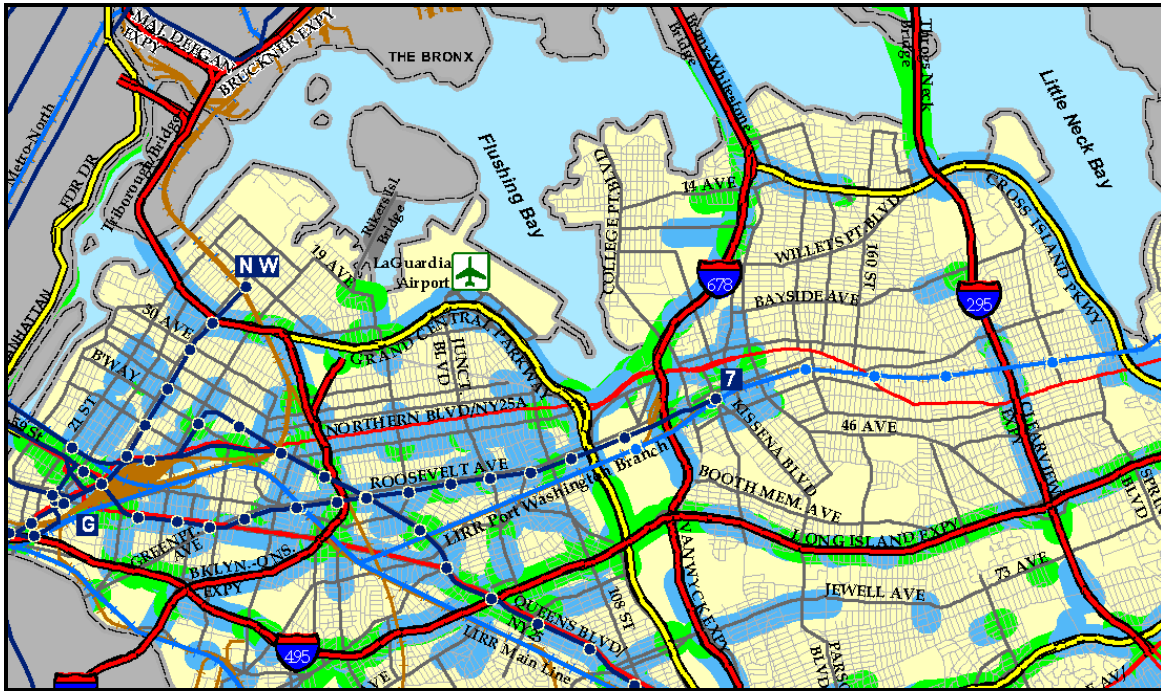 MAJ. DEEGAN
EXPY
BRUCKNER EXPY
THE BRONX
Bronx-Whitestone
Bridge
Throgs Neck
Bridge
Little Neck Bay
Metro-North
FDR DR
Triborough Bridge
Rikers Isl.
Bridge
Flushing Bay
COLLEGE PT BLVD
14 AVE
CROSS ISLAND PKWY
WILLETS PT BLVD
160 ST
N W
19 AVE
LaGuardia
Airport
678
295
BAYSIDE AVE
MANHATTAN
30 AVE
B'WAY
GRAND CENTRAL PARKWAY
JUNCT.
BLVD
21 ST
7
NORTHERN BLVD/NY25A
KISSENA BLVD
46 AVE
CLEARVIEW
EXPY
ROOSEVELT AVE
LIRR Port Washington Branch
BOOTH MEM. AVE
SPRIN
BLVD
G
GREENPT.
AVE
BKLYN.-QNS.
EXPY
LONG ISLAND EXPY
VAN WYCK EXPY
73 AVE
JEWELL AVE
108 ST
QUEENS BLVD/
NY 25
LIRR Main Line
495
PARSO
BLVD